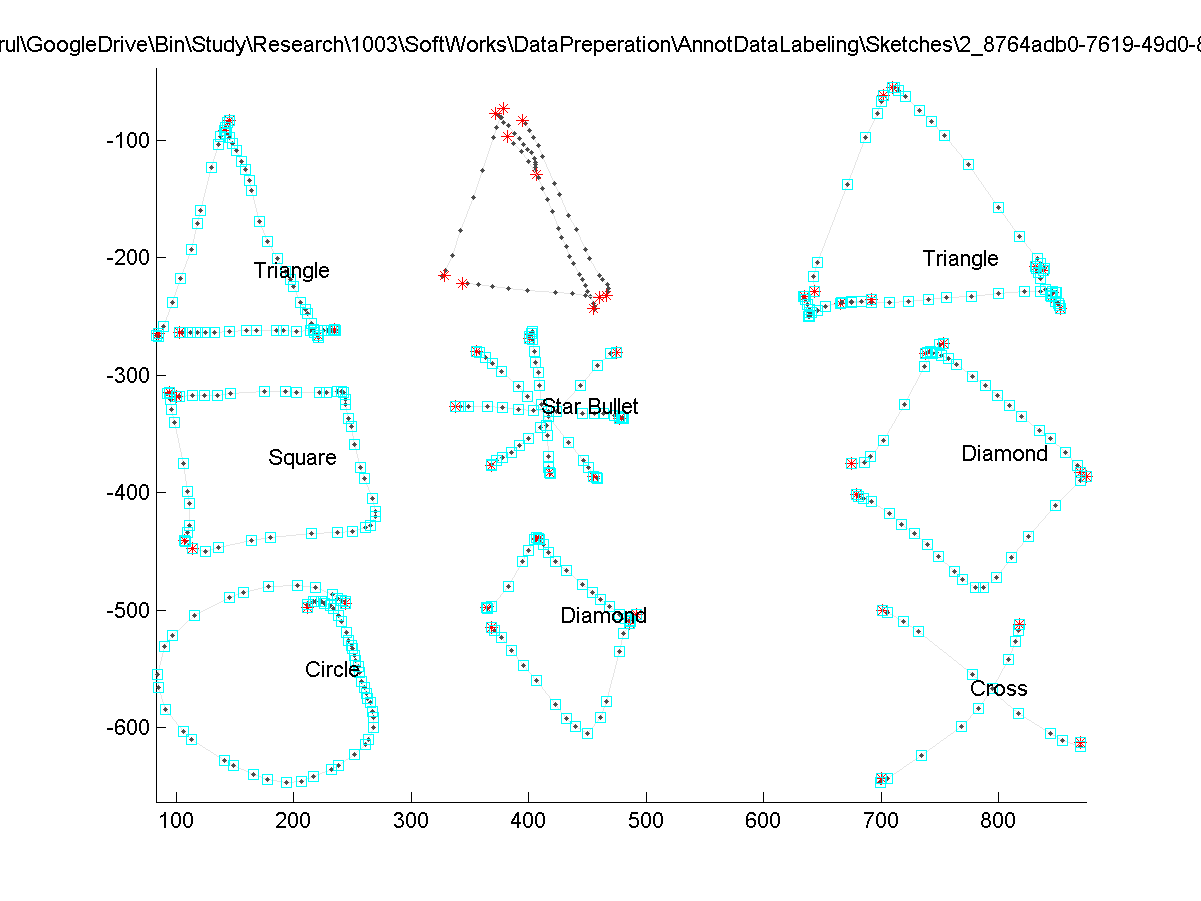 rul\GoogleDrive\Bin\Study\Research\1003\SoftWorks\DataPreperation\AnnotDataLabeling\Sketches\2_8764adb0-7619-49d0-8
-100
-200
-300
-400
-500
-600
Triangle
Triangle
Star Bullet
Square
Diamond
Diamond
Circle
Cross
100 200 300 400 500 600 700 800